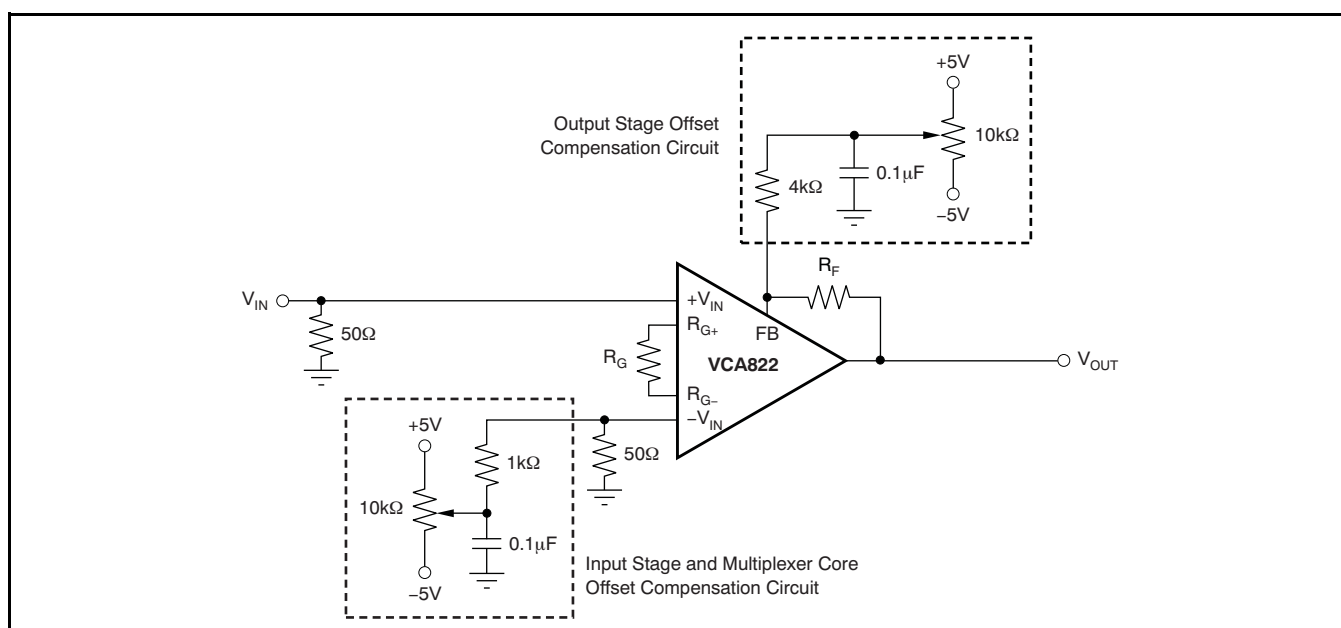 +5V
Output Stage Offset
Compensation Circuit
10kΩ
0.1μF
4kΩ
−5V
R_F
V_IN
+V_IN
R_G+
FB
50Ω
R_G
VCA822
V_OUT
R_G−
−V_IN
+5V
1kΩ
50Ω
10kΩ
0.1μF
Input Stage and Multiplexer Core
Offset Compensation Circuit
−5V